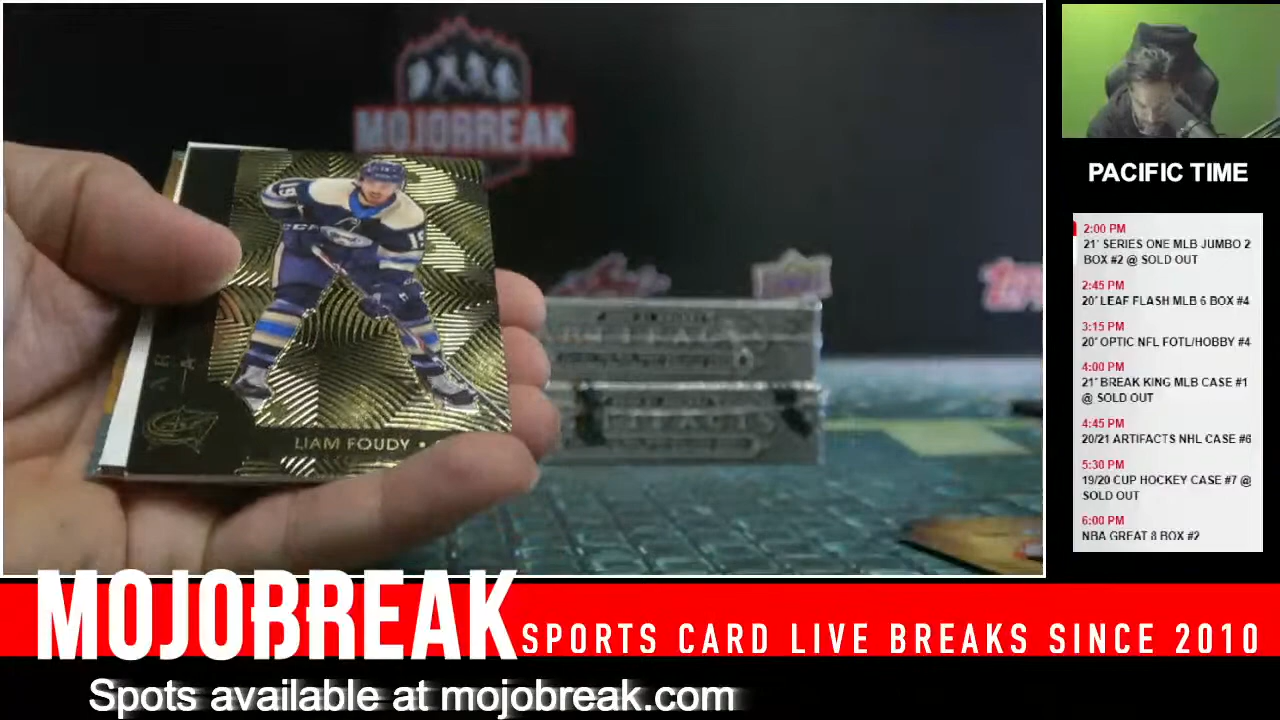 MOJOBREAK
19
CCM
LIAM FOUDY •
PACIFIC TIME
2:00 PM
21' SERIES ONE MLB JUMBO 2
BOX #2 @ SOLD OUT
2:45 PM
20' LEAF FLASH MLB 6 BOX #4
3:15 PM
20' OPTIC NFL FOTL/HOBBY #4
4:00 PM
21' BREAK KING MLB CASE #1
@ SOLD OUT
4:45 PM
20/21 ARTIFACTS NHL CASE #6
5:30 PM
19/20 CUP HOCKEY CASE #7 @
SOLD OUT
6:00 PM
NBA GREAT 8 BOX #2
MOJOBREAK
SPORTS CARD LIVE BREAKS SINCE 2010
Spots available at mojobreak.com